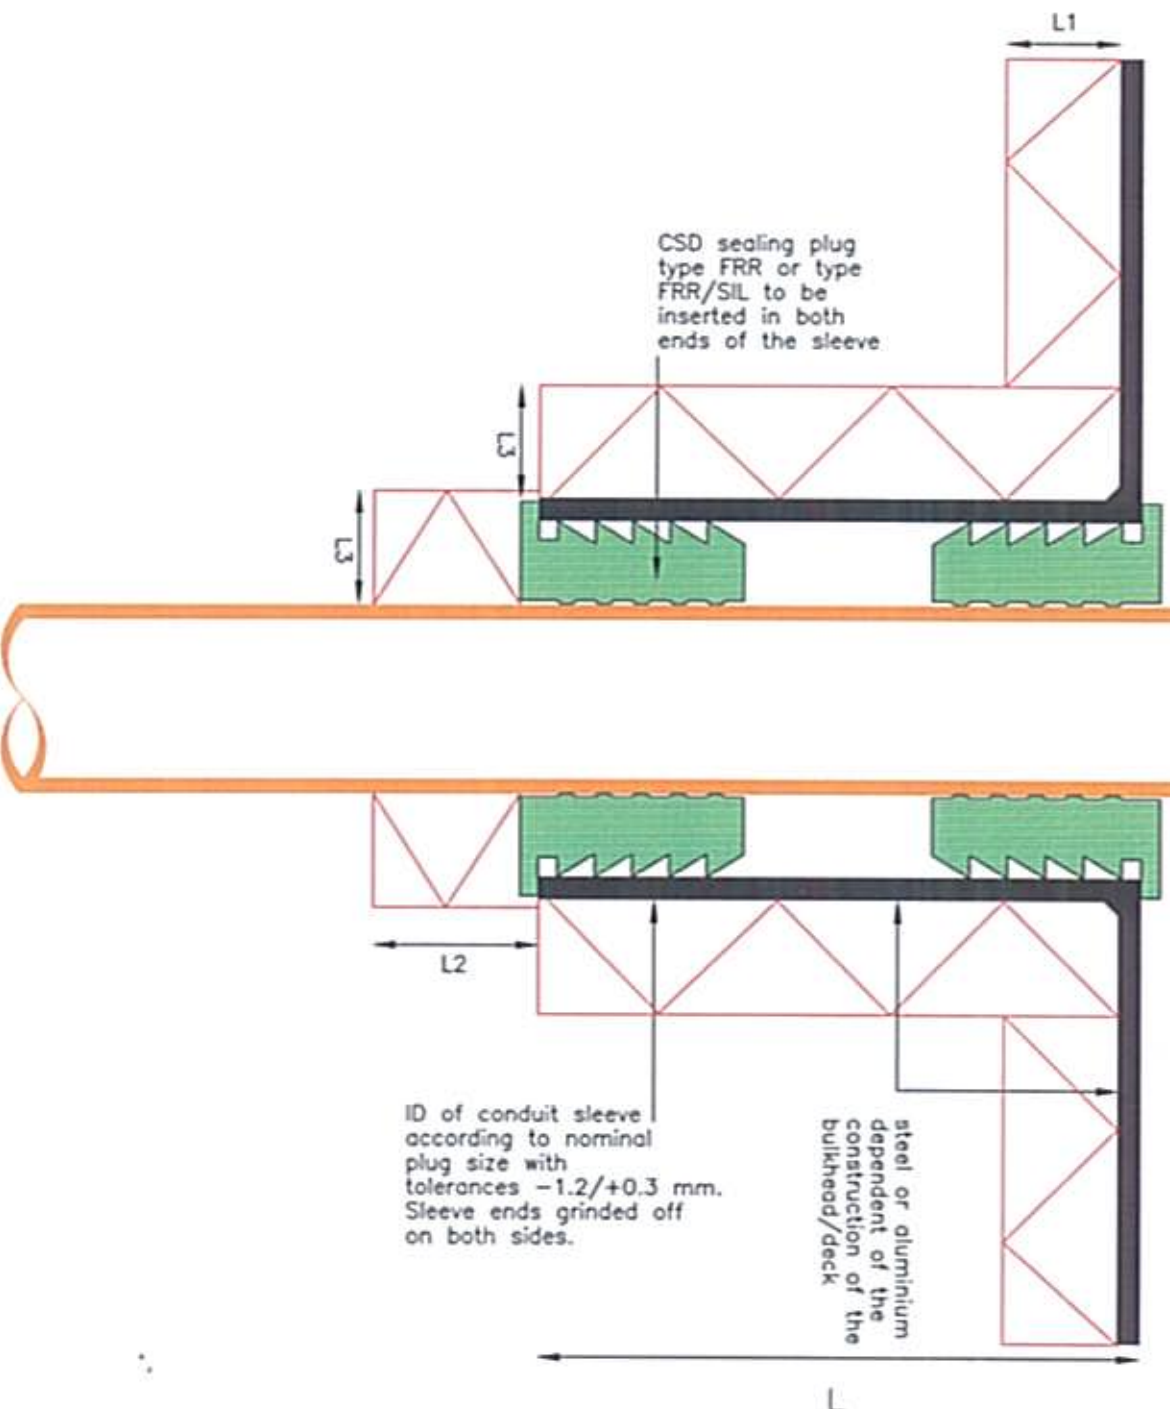 L1
CSD sealing plug
type FRR or type
FRR/SIL to be
inserted in both
ends of the sleeve
L3
L3
L2
ID of conduit sleeve
according to nominal
plug size with
tolerances -1.2/+0.3 mm.
Sleeve ends grinded off
on both sides.
steel or aluminium
dependent of the
construction of the
bulkhead/deck
L